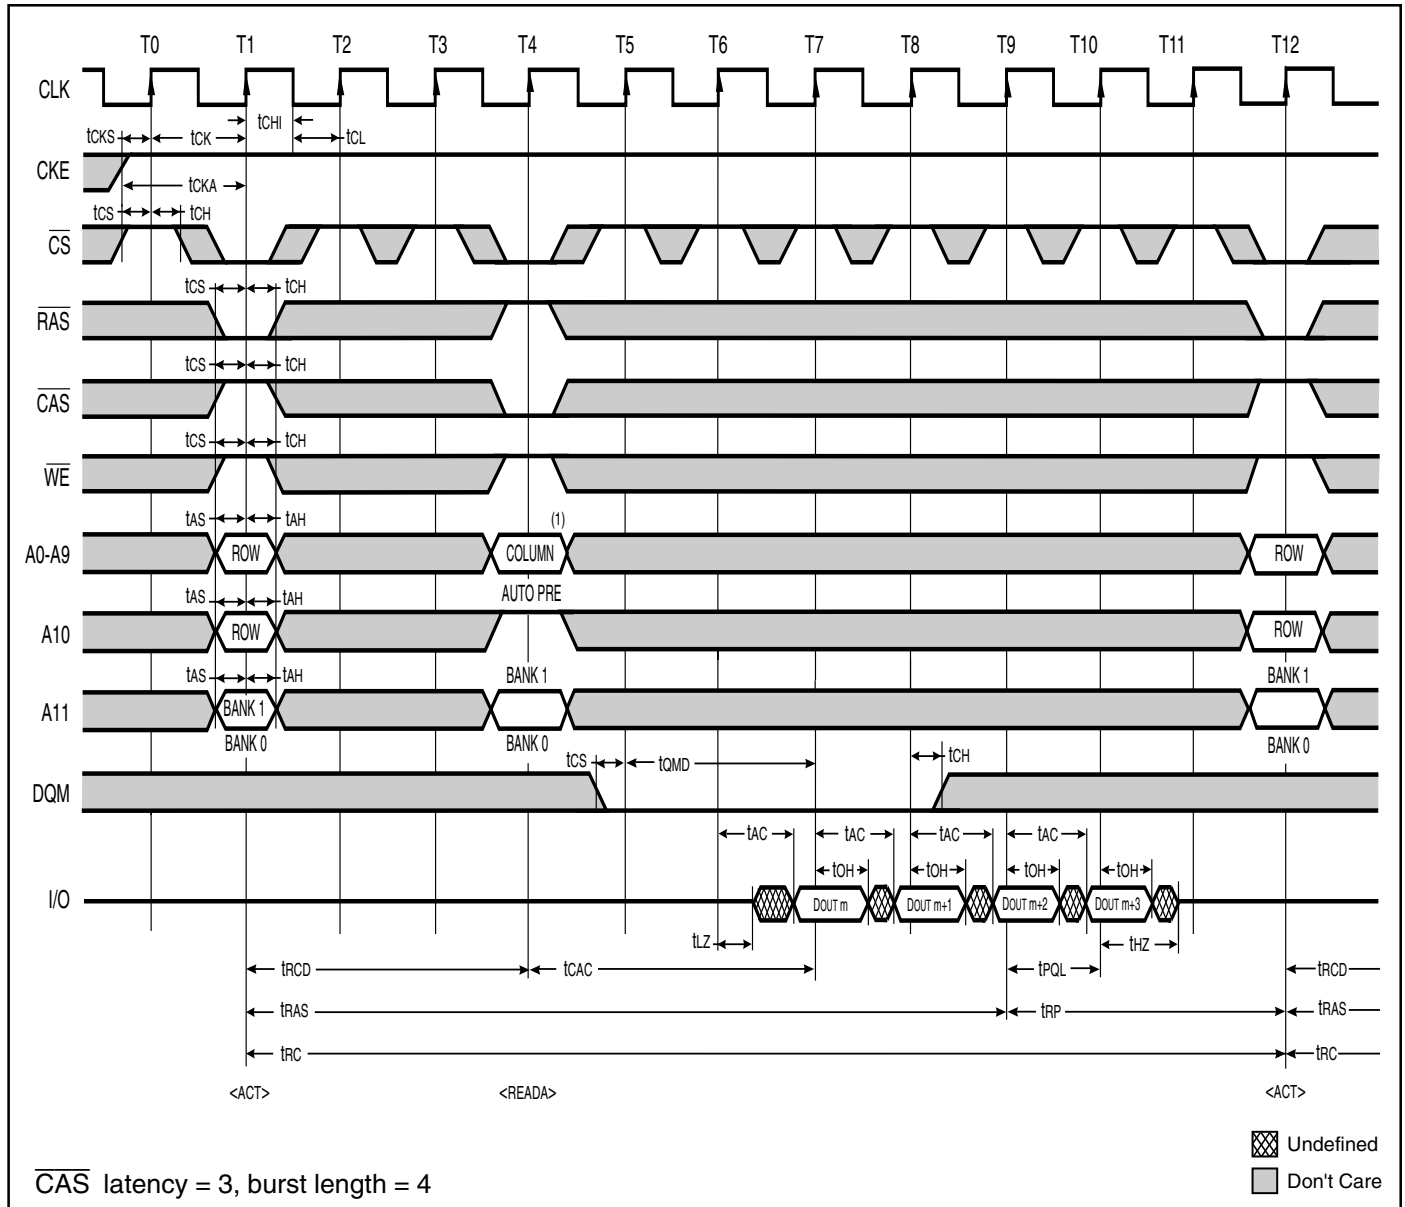 T0 T1 T2 T3 T4 T5 T6 T7 T8 T9 T10 T11 T12
CLK
tCHI
tCKS tCK tCL
CKE
tCKA
tCS tCH
CS
tCS tCH
RAS
tCS tCH
CAS
tCS tCH
WE
tAS tAH (1)
A0-A9 ROW COLUMN ROW
AUTO PRE
tAS tAH
A10 ROW ROW
tAS tAH BANK 1 BANK 1
A11 BANK 1
BANK 0 BANK 0 BANK 0
tCS tQMD tCH
DQM
tAC tAC tAC tAC
tOH tOH tOH tOH
I/O DOUT m DOUT m+1 DOUT m+2 DOUT m+3
tLZ tHZ
tRCD tCAC tPQL tRCD
tRAS tRP tRAS
tRC tRC
<ACT> <READA> <ACT>
Undefined
CAS latency = 3, burst length = 4
Don't Care